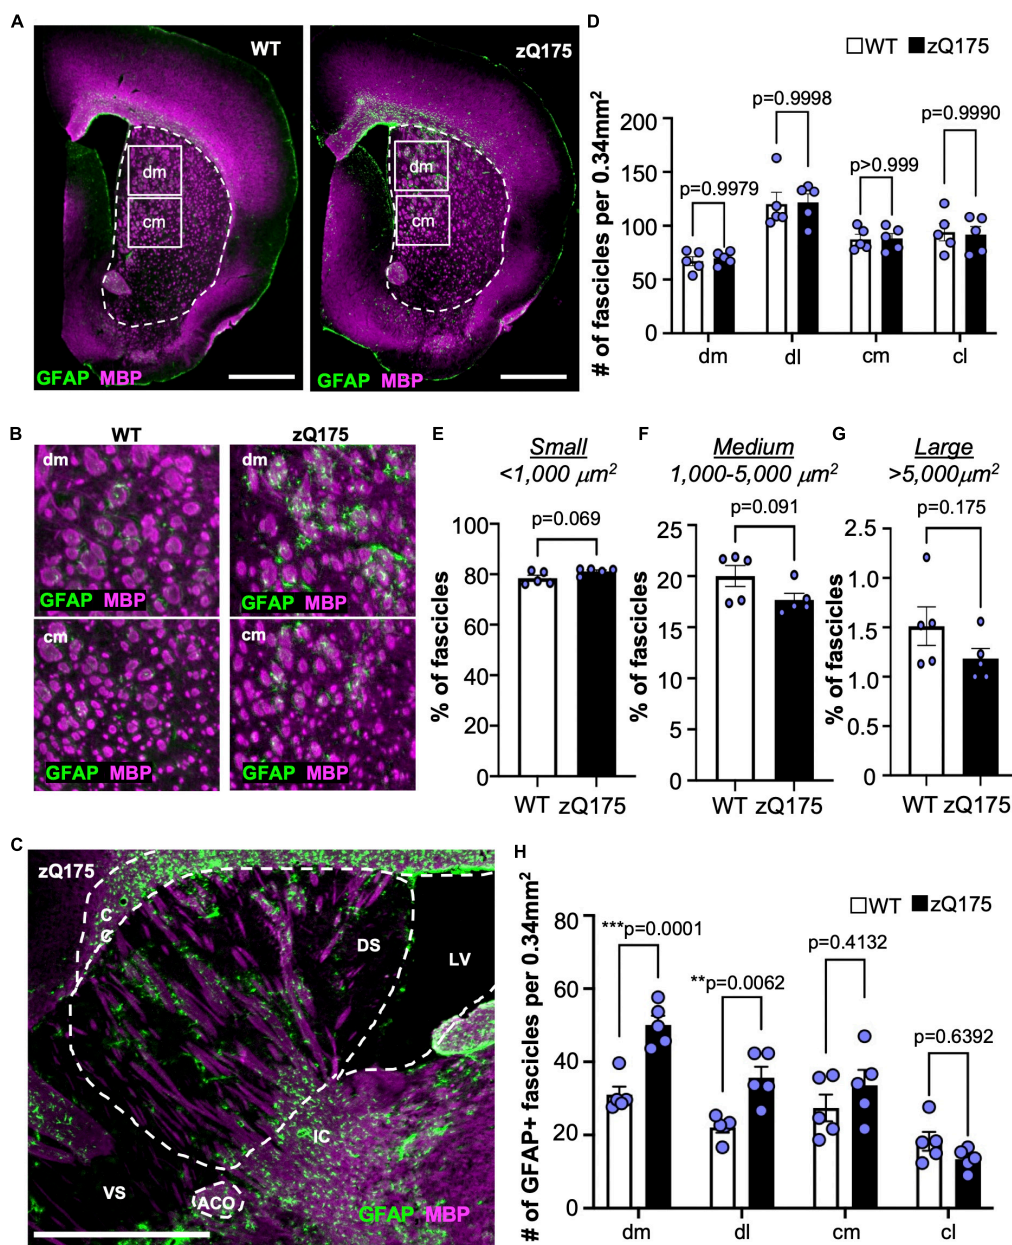 A
WT
dm
cm
GFAP MBP
zQ175
dm
cm
GFAP MBP
D
WT zQ175
# of fascicles per 0.34mm²
200
150
100
50
0
p=0.9979
p=0.9998
p>0.999
p=0.9990
dm dl cm cl
B
WT zQ175
dm
GFAP MBP
dm
GFAP MBP
cm
GFAP MBP
cm
GFAP MBP
E
Small
<1,000 µm²
p=0.069
% of fascicles
100
80
60
40
20
0
WT zQ175
F
Medium
1,000-5,000 µm²
p=0.091
% of fascicles
25
20
15
10
5
0
WT zQ175
G
Large
>5,000µm²
p=0.175
% of fascicles
2.5
1.0
1.5
1.0
0.5
0
WT zQ175
C
zQ175
C
C
DS
LV
IC
VS
ACO
GFAP MBP
H
WT zQ175
# of GFAP+ fascicles per 0.34mm²
80
60
40
20
0
***p=0.0001
**p=0.0062
p=0.4132
p=0.6392
dm dl cm cl